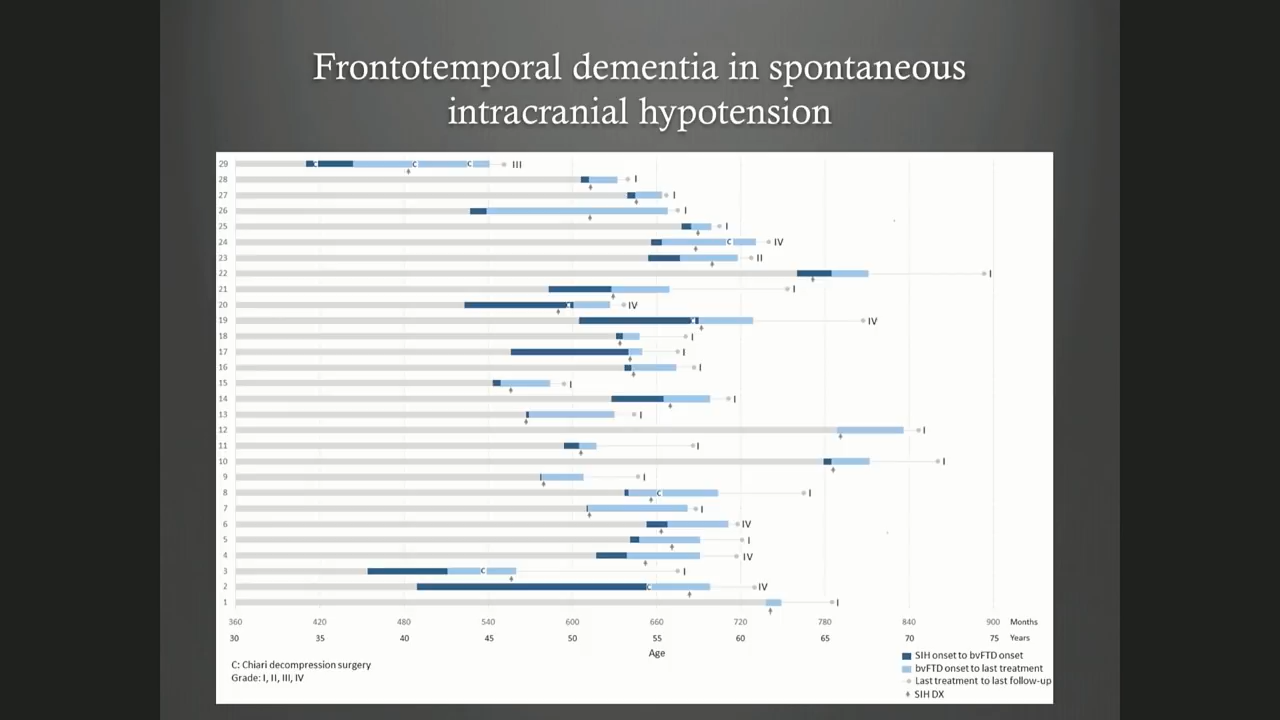 Frontotemporal dementia in spontaneous
intracranial hypotension
29 C C C III
28 I
27 I
26 I
25 I
24 C IV
23 II
22 I
21 I
20 C IV
19 C IV
18 I
17 I
16 I
15 I
14 I
13 I
12 I
11 I
10 I
9 I
8 C I
7 I
6 IV
5 I
4 IV
3 C I
2 C IV
1 I
360 420 480 540 600 660 720 780 840 900 Months
30 35 40 45 50 55 60 65 70 75 Years
Age
C: Chiari decompression surgery
Grade: I, II, III, IV
SIH onset to bvFTD onset
bvFTD onset to last treatment
Last treatment to last follow-up
SIH DX